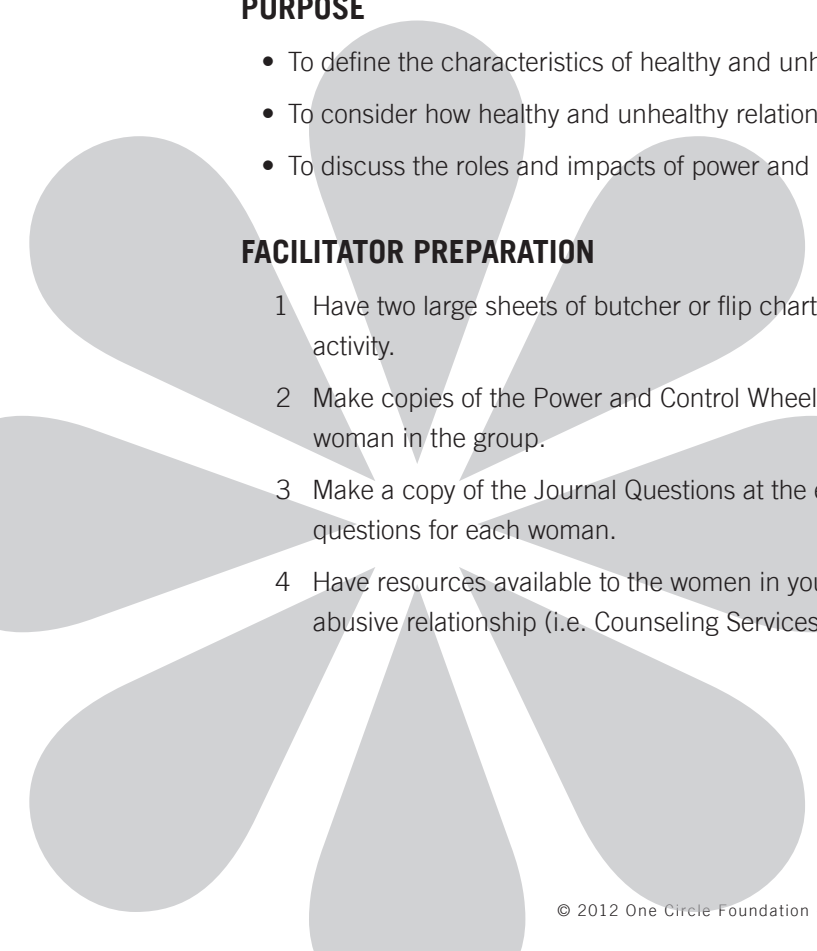 PURPOSE
• To define the characteristics of healthy and
• To consider how healthy and unhealthy
• To discuss the roles and impacts of power and
FACILITATOR PREPARATION
1 Have two large sheets of butcher or flip chart
activity.
2 Make copies of the Power and Control Wheel
woman in the group.
3 Make a copy of the Journal Questions at the
questions for each woman.
4 Have resources available to the women in
abusive relationship (i.e. Counseling Services
© 2012 One Circle Foundation